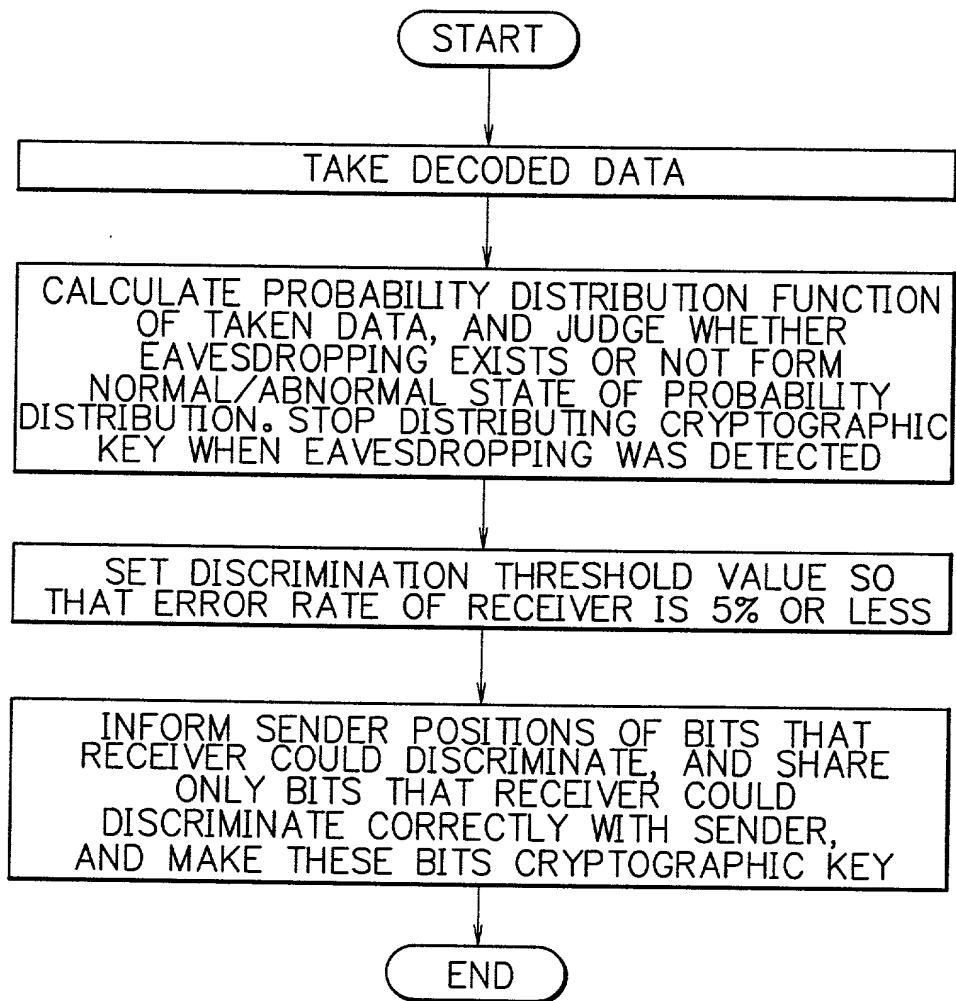 START
TAKE DECODED DATA
CALCULATE PROBABILITY DISTRIBUTION FUNCTION
OF TAKEN DATA, AND JUDGE WHETHER
EAVESDROPPING EXISTS OR NOT FORM
NORMAL/ABNORMAL STATE OF PROBABILITY
DISTRIBUTION. STOP DISTRIBUTING CRYPTOGRAPHIC
KEY WHEN EAVESDROPPING WAS DETECTED
SET DISCRIMINATION THRESHOLD VALUE SO
THAT ERROR RATE OF RECEIVER IS 5% OR LESS
INFORM SENDER POSITIONS OF BITS THAT
RECEIVER COULD DISCRIMINATE, AND SHARE
ONLY BITS THAT RECEIVER COULD
DISCRIMINATE CORRECTLY WITH SENDER,
AND MAKE THESE BITS CRYPTOGRAPHIC KEY
END